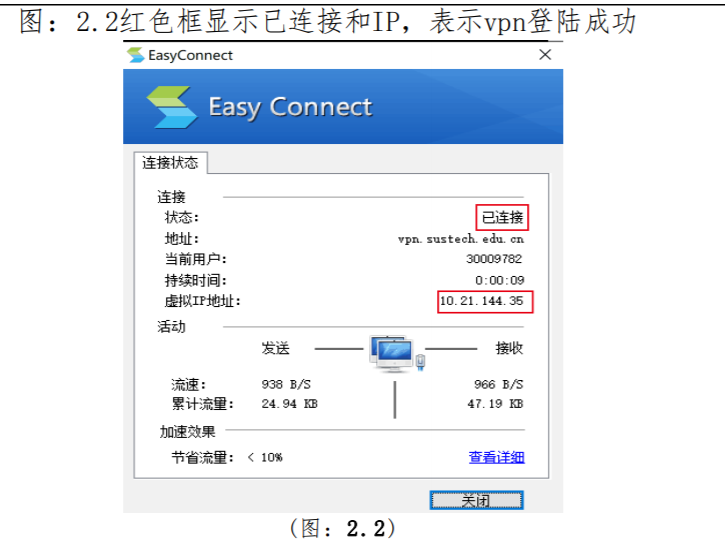 图：2.2红色框显示已连接和IP，表示vpn登陆成功
EasyConnect
Easy Connect
连接状态
连接
状态： 已连接
地址： vpn.sustech.edu.cn
当前用户： 30009782
持续时间： 0:00:09
虚拟IP地址： 10.21.144.35
活动
发送 接收
流速： 938 B/S 966 B/S
累计流量： 24.94 KB 47.19 KB
加速效果
节省流量： < 10% 查看详细
关闭
(图：2.2)